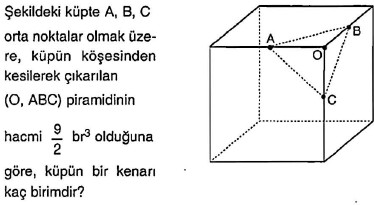 Şekildeki küpte A, B, C
orta noktalar olmak üze-
re, küpün köşesinden
kesilerek çıkarılan
(O, ABC) piramidinin
hacmi 9/2 br³ olduğuna
göre, küpün bir kenarı
kaç birimdir?
A
B
O
C